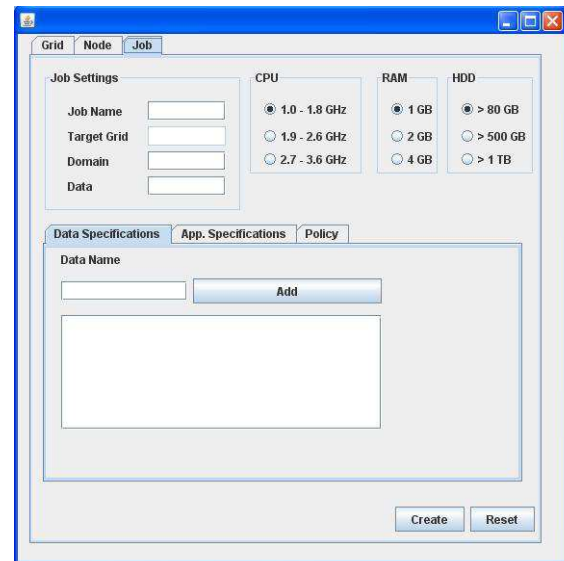 Grid Node Job
Job Settings
Job Name
Target Grid
Domain
Data
CPU
1.0 - 1.8 GHz
1.9 - 2.6 GHz
2.7 - 3.6 GHz
RAM
1 GB
2 GB
4 GB
HDD
> 80 GB
> 500 GB
> 1 TB
Data Specifications App. Specifications Policy
Data Name
Add
Create Reset